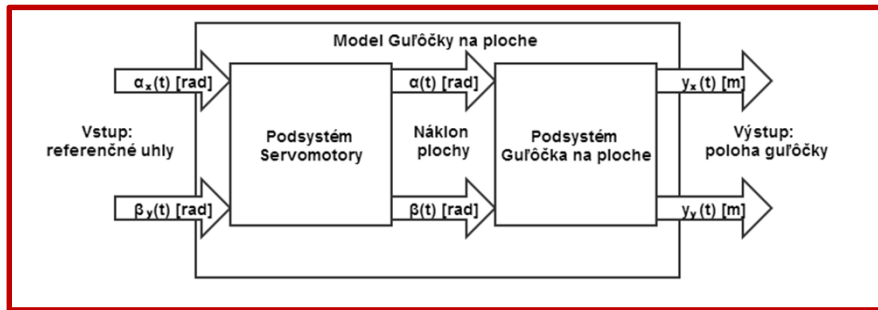 Model Guľôčky na ploche
αx(t) [rad]
α(t) [rad]
yx(t) [m]
Vstup:
referenčné uhly
Podsystém
Servomotory
Náklon
plochy
Podsystém
Guľôčka na ploche
Výstup:
poloha guľôčky
βy(t) [rad]
β(t) [rad]
yy(t) [m]